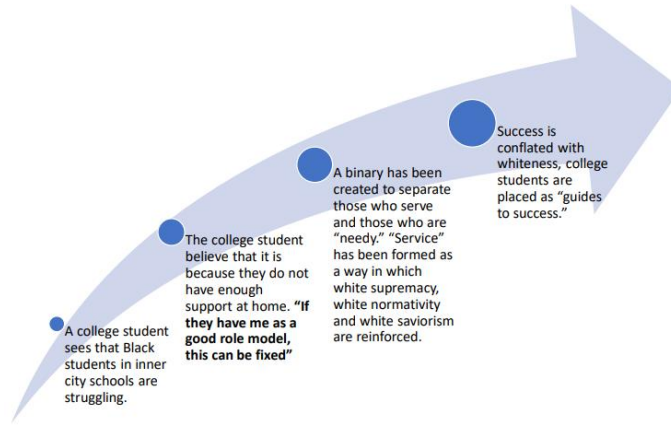 A college student
sees that Black
students in inner
city schools are
struggling.
The college student
believe that it is
because they do not
have enough
support at home. “If
they have me as a
good role model,
this can be fixed”
A binary has been
created to separate
those who serve
and those who are
“needy.” “Service”
has been formed as
a way in which
white supremacy,
white normativity
and white saviorism
are reinforced.
Success is
conflated with
whiteness, college
students are
placed as “guides
to success.”